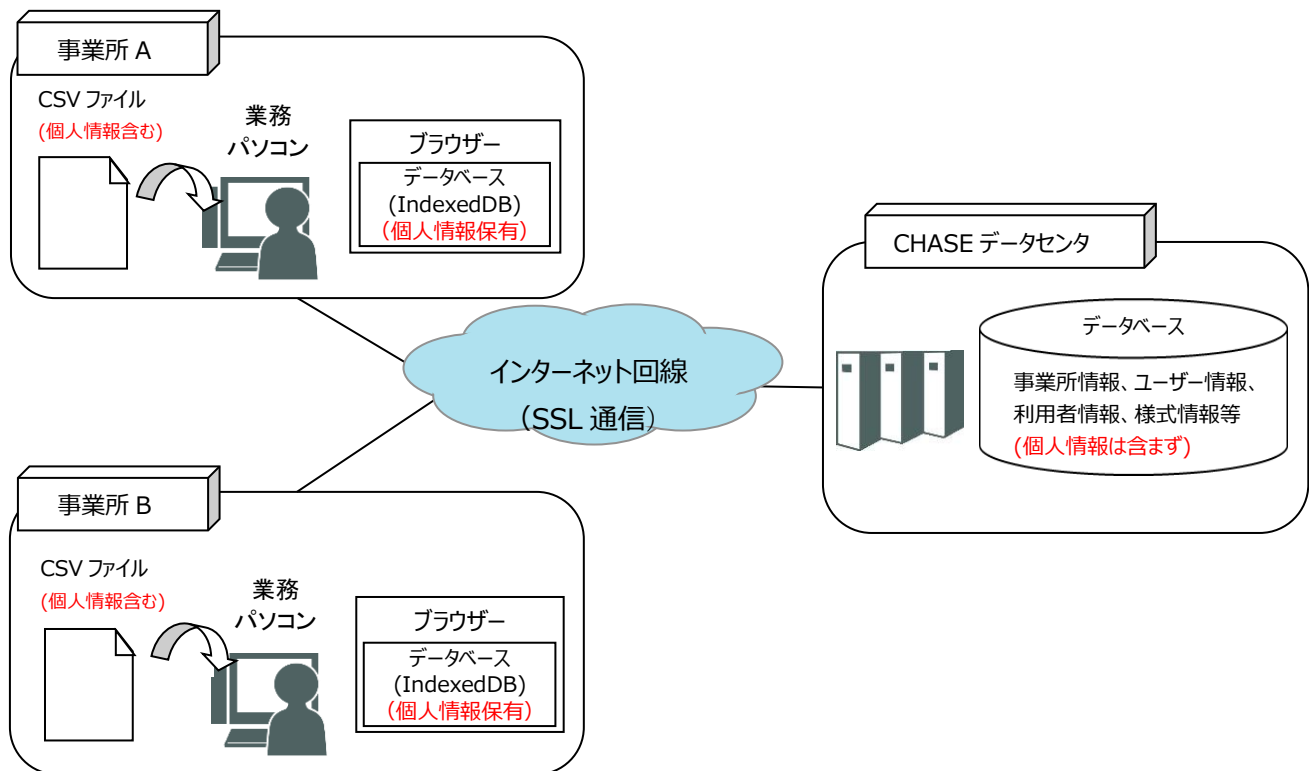 事業所 A
CSV ファイル
(個人情報含む)
業務
パソコン
ブラウザー
データベース
(IndexedDB)
（個人情報保有）
CHASE データセンタ
データベース
事業所情報、ユーザー情報、
利用者情報、様式情報等
(個人情報は含まず)
インターネット回線
（SSL 通信）
事業所 B
CSV ファイル
(個人情報含む)
業務
パソコン
ブラウザー
データベース
(IndexedDB)
（個人情報保有）